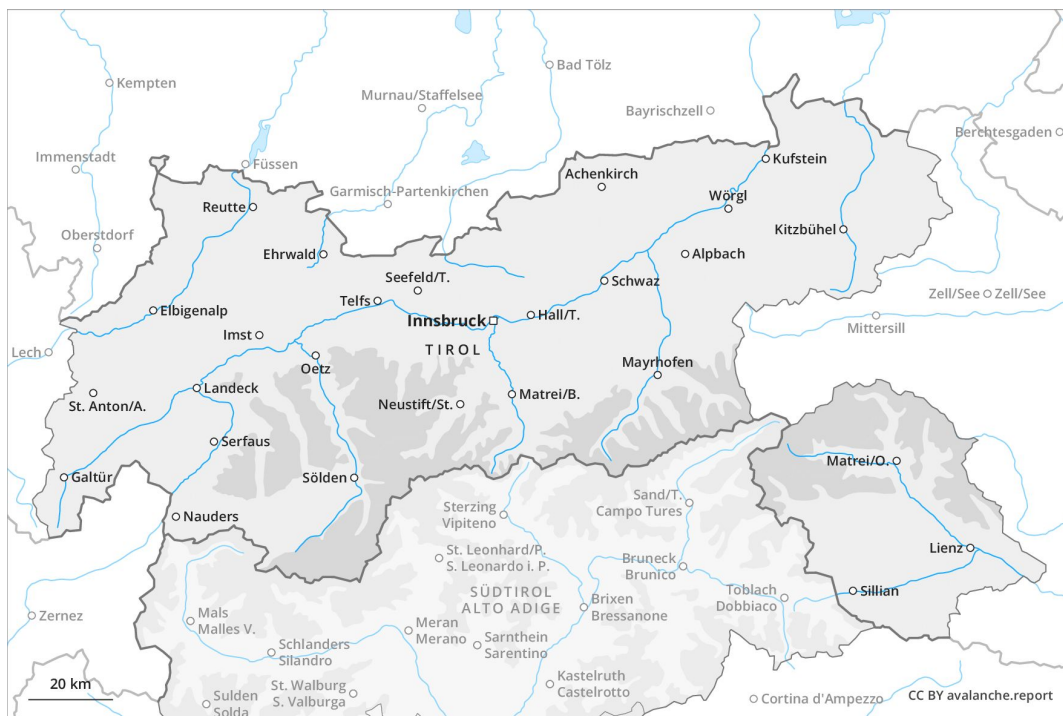 Kempten
Bad Tölz
Murnau/Staffelsee
Bayrischzell
Berchtesgaden
Immenstadt
Füssen
Kufstein
Achenkirch
Garmisch-Partenkirchen
Reutte
Wörgl
Kitzbühel
Oberstdorf
Ehrwald
Alpbach
Seefeld/T.
Schwaz
Zell/See
Zell/See
Telfs
Elbigenalp
Innsbruck
Hall/T.
Mittersill
Imst
TIROL
Lech
Oetz
Mayrhofen
Landeck
St. Anton/A.
Neustift/St.
Matrei/B.
Serfaus
Matrei/O.
Galtür
Sölden
Sand/T.
Campo Tures
Nauders
Sterzing
Vipiteno
Lienz
St. Leonhard/P.
S. Leonardo i. P.
Bruneck
Brunico
SÜDTIROL
ALTO ADIGE
Toblach
Dobbiaco
Sillian
Brixen
Bressanone
Zernez
Mals
Malles V.
Meran
Merano
Sarnthein
Sarentino
Schlanders
Silandro
20 km
St. Walburg
S. Valburga
Kastelruth
Castelrotto
Sulden
Solda
Cortina d'Ampezzo
CC BY avalanche.report